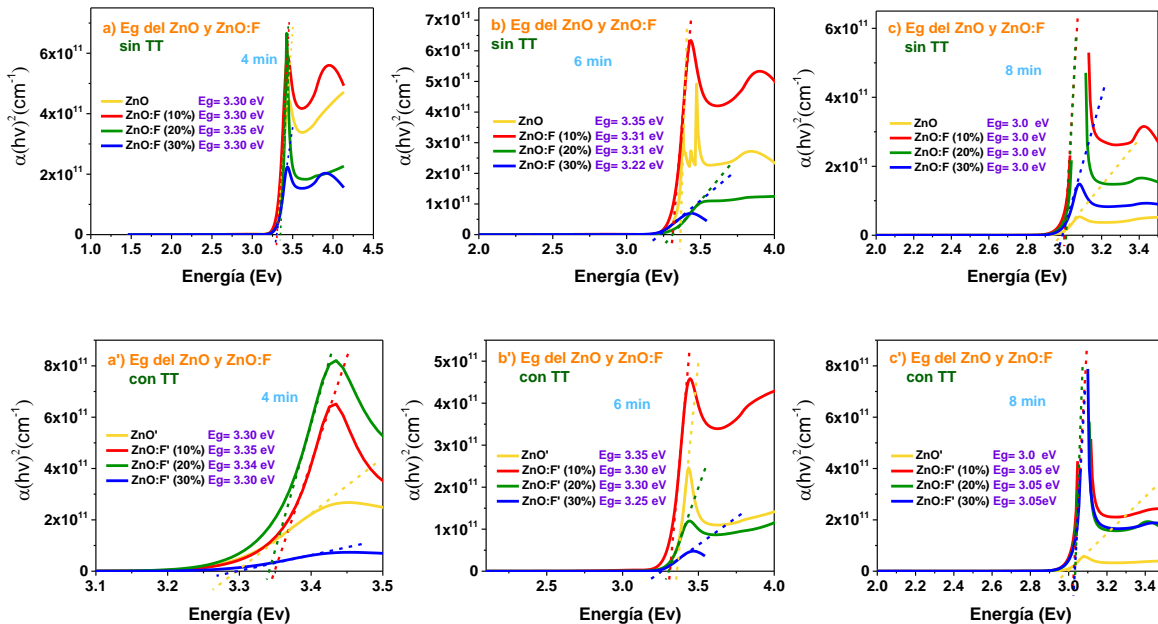 a) Eg del ZnO y ZnO:F
sin TT
4 min
ZnO Eg= 3.30 eV
ZnO:F (10%) Eg= 3.30 eV
ZnO:F (20%) Eg= 3.35 eV
ZnO:F (30%) Eg= 3.30 eV
α(hv)²(cm⁻¹)
8x10¹¹
6x10¹¹
4x10¹¹
2x10¹¹
0
1.0 1.5 2.0 2.5 3.0 3.5 4.0 4.5
Energía (Ev)
b) Eg del ZnO y ZnO:F
sin TT
6 min
ZnO Eg= 3.35 eV
ZnO:F (10%) Eg= 3.31 eV
ZnO:F (20%) Eg= 3.31 eV
ZnO:F (30%) Eg= 3.22 eV
α(hv)²(cm⁻¹)
7x10¹¹
6x10¹¹
5x10¹¹
4x10¹¹
3x10¹¹
2x10¹¹
1x10¹¹
0
2.0 2.5 3.0 3.5 4.0
Energía (Ev)
c) Eg del ZnO y ZnO:F
sin TT
8 min
ZnO Eg= 3.0 eV
ZnO:F (10%) Eg= 3.0 eV
ZnO:F (20%) Eg= 3.0 eV
ZnO:F (30%) Eg= 3.0 eV
α(hv)²(cm⁻¹)
6x10¹¹
4x10¹¹
2x10¹¹
0
2.0 2.2 2.4 2.6 2.8 3.0 3.2 3.4
Energía (Ev)
a') Eg del ZnO y ZnO:F
con TT
4 min
ZnO' Eg= 3.30 eV
ZnO:F' (10%) Eg= 3.35 eV
ZnO:F' (20%) Eg= 3.34 eV
ZnO:F' (30%) Eg= 3.30 eV
α(hv)²(cm⁻¹)
8x10¹¹
6x10¹¹
4x10¹¹
2x10¹¹
0
3.1 3.2 3.3 3.4 3.5
Energía (Ev)
b') Eg del ZnO y ZnO:F
con TT
6 min
ZnO' Eg= 3.35 eV
ZnO:F' (10%) Eg= 3.30 eV
ZnO:F' (20%) Eg= 3.30 eV
ZnO:F' (30%) Eg= 3.25 eV
α(hv)²(cm⁻¹)
5x10¹¹
4x10¹¹
3x10¹¹
2x10¹¹
1x10¹¹
0
2.5 3.0 3.5 4.0
Energía (Ev)
c') Eg del ZnO y ZnO:F
con TT
8 min
ZnO' Eg= 3.0 eV
ZnO:F' (10%) Eg= 3.05 eV
ZnO:F' (20%) Eg= 3.05 eV
ZnO:F' (30%) Eg= 3.05eV
α(hv)²(cm⁻¹)
8x10¹¹
6x10¹¹
4x10¹¹
2x10¹¹
0
2.0 2.2 2.4 2.6 2.8 3.0 3.2 3.4
Energía (Ev)